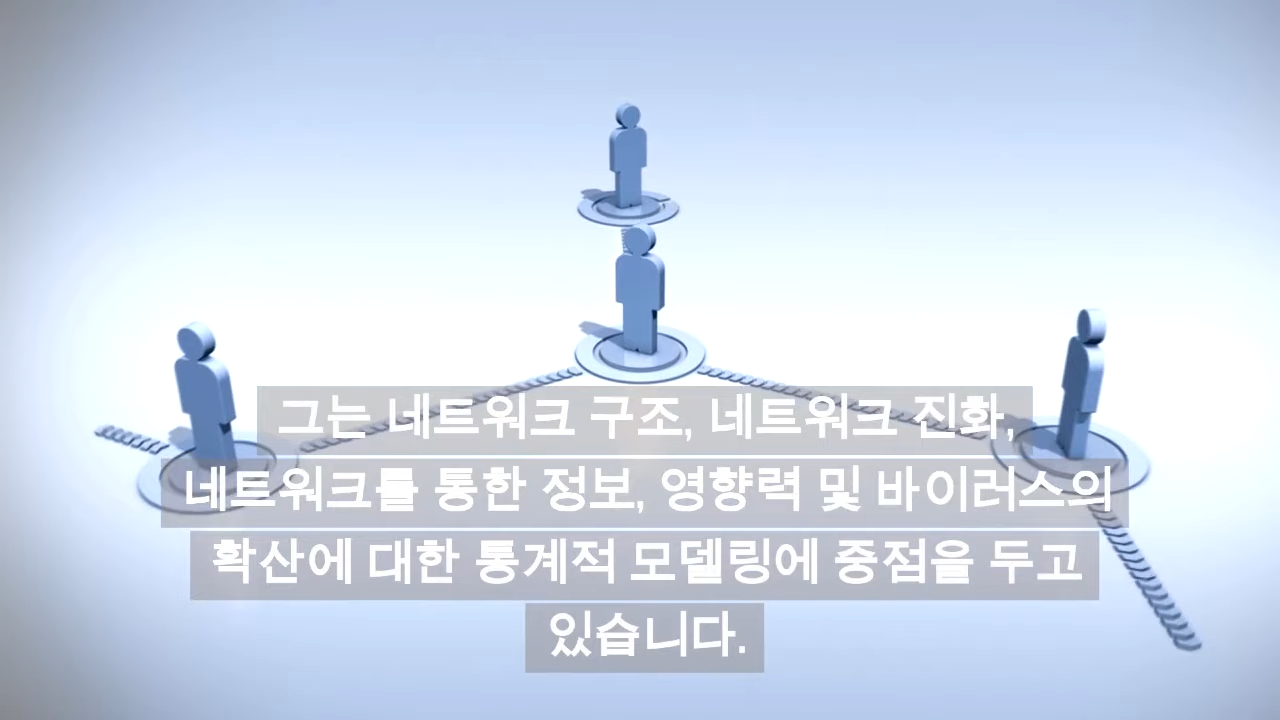 그는 네트워크 구조, 네트워크 진화,
네트워크를 통한 정보, 영향력 및 바이러스의
확산에 대한 통계적 모델링에 중점을 두고
있습니다.